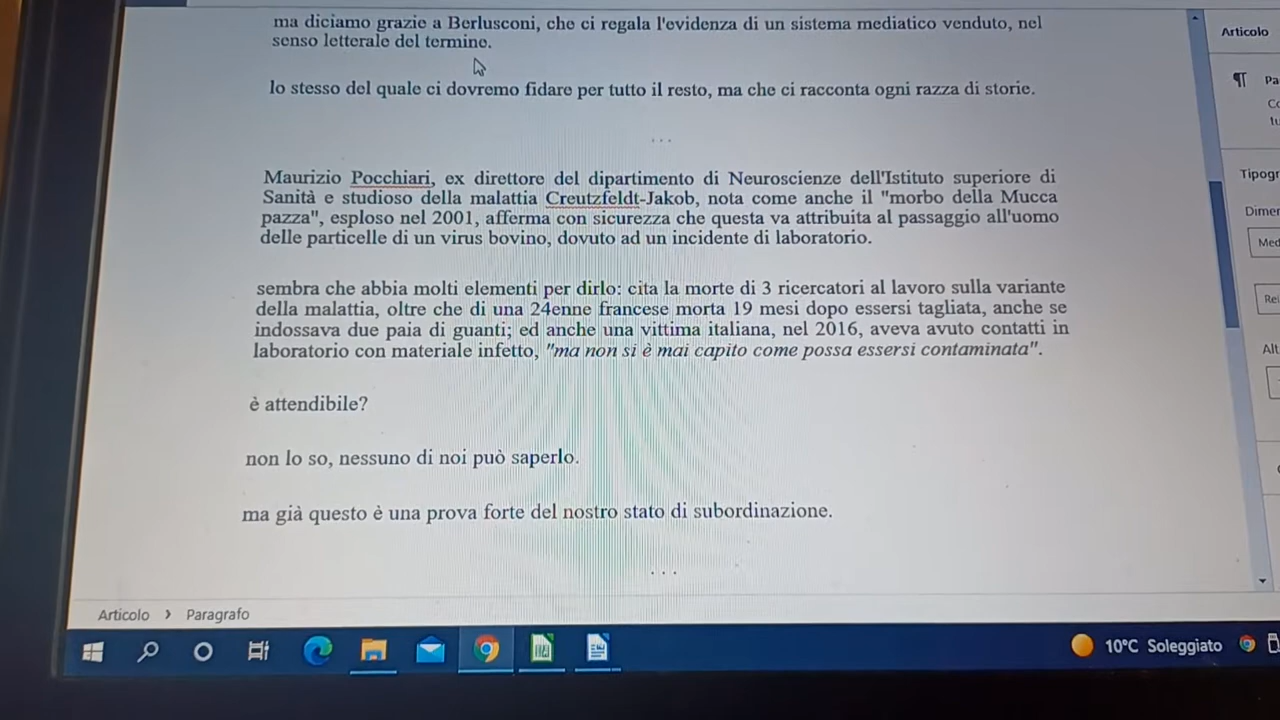 ma diciamo grazie a Berlusconi, che ci regala l'evidenza di un sistema mediatico venduto, nel
senso letterale del termine.
lo stesso del quale ci dovremo fidare per tutto il resto, ma che ci racconta ogni razza di storie.
. . .
Maurizio Pocchiari, ex direttore del dipartimento di Neuroscienze dell'Istituto superiore di
Sanità e studioso della malattia Creutzfeldt-Jakob, nota come anche il "morbo della Mucca
pazza", esploso nel 2001, afferma con sicurezza che questa va attribuita al passaggio all'uomo
delle particelle di un virus bovino, dovuto ad un incidente di laboratorio.
sembra che abbia molti elementi per dirlo: cita la morte di 3 ricercatori al lavoro sulla variante
della malattia, oltre che di una 24enne francese morta 19 mesi dopo essersi tagliata, anche se
indossava due paia di guanti; ed anche una vittima italiana, nel 2016, aveva avuto contatti in
laboratorio con materiale infetto, "ma non si è mai capito come possa essersi contaminata".
è attendibile?
non lo so, nessuno di noi può saperlo.
ma già questo è una prova forte del nostro stato di subordinazione.
. . .
Articolo
Pa
Tipogr
Dimer
Med
Alt
Articolo > Paragrafo
10°C Soleggiato